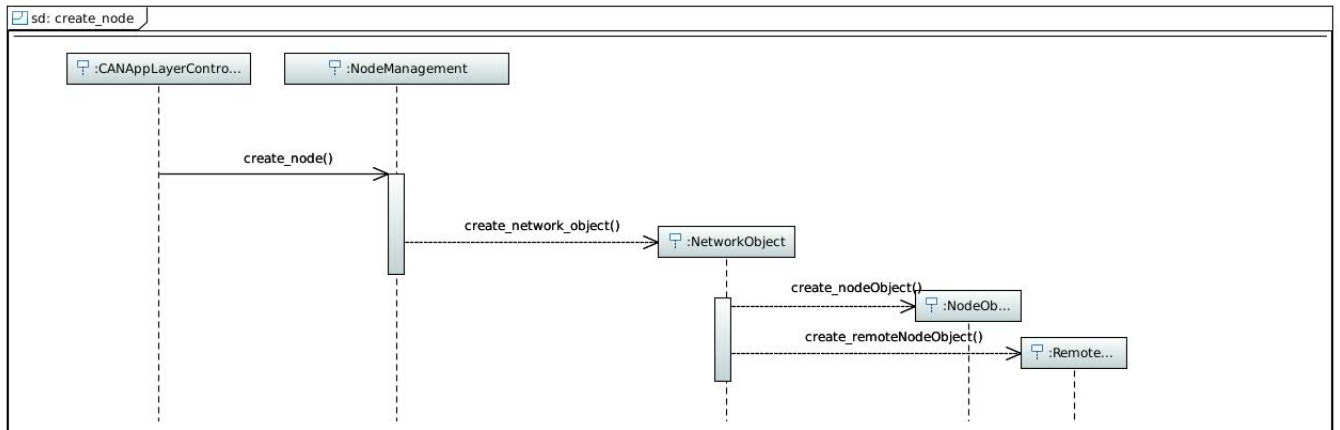 sd: create_node
:CANAppLayerContro...
:NodeManagement
create_node()
create_network_object()
:NetworkObject
create_nodeObject()
:NodeOb...
create_remoteNodeObject()
:Remote...